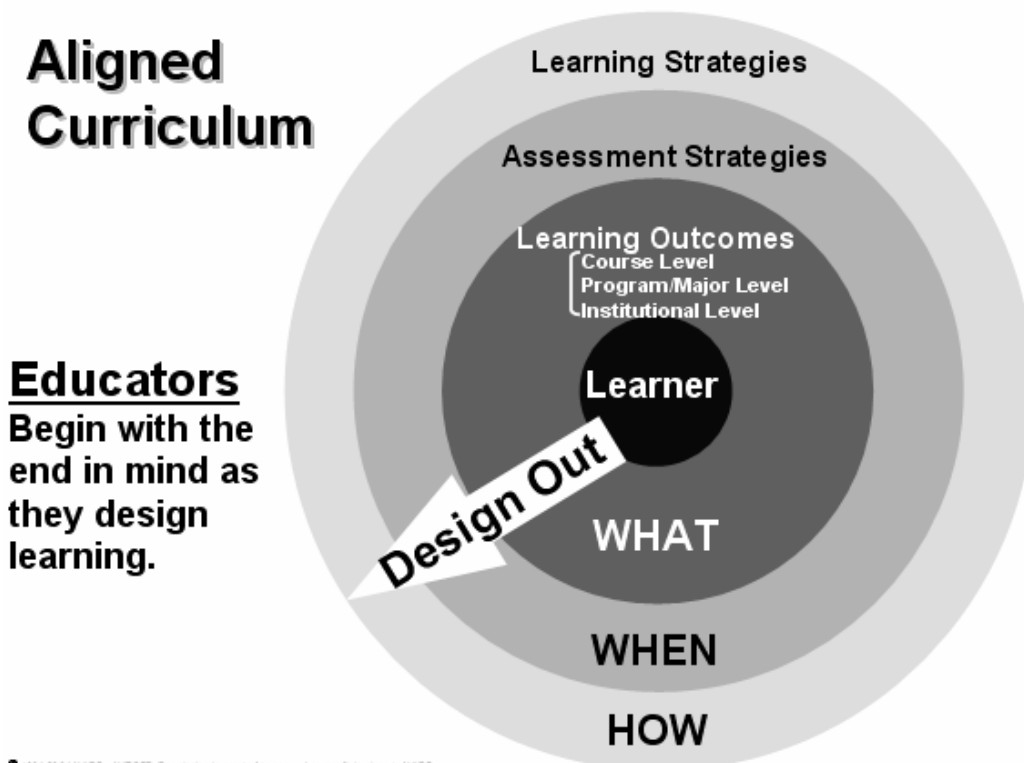 Aligned
Curriculum
Learning Strategies
Assessment Strategies
Learning Outcomes
Course Level
Program/Major Level
Institutional Level
Learner
Design Out
WHAT
WHEN
HOW
Educators
Begin with the
end in mind as
they design
learning.